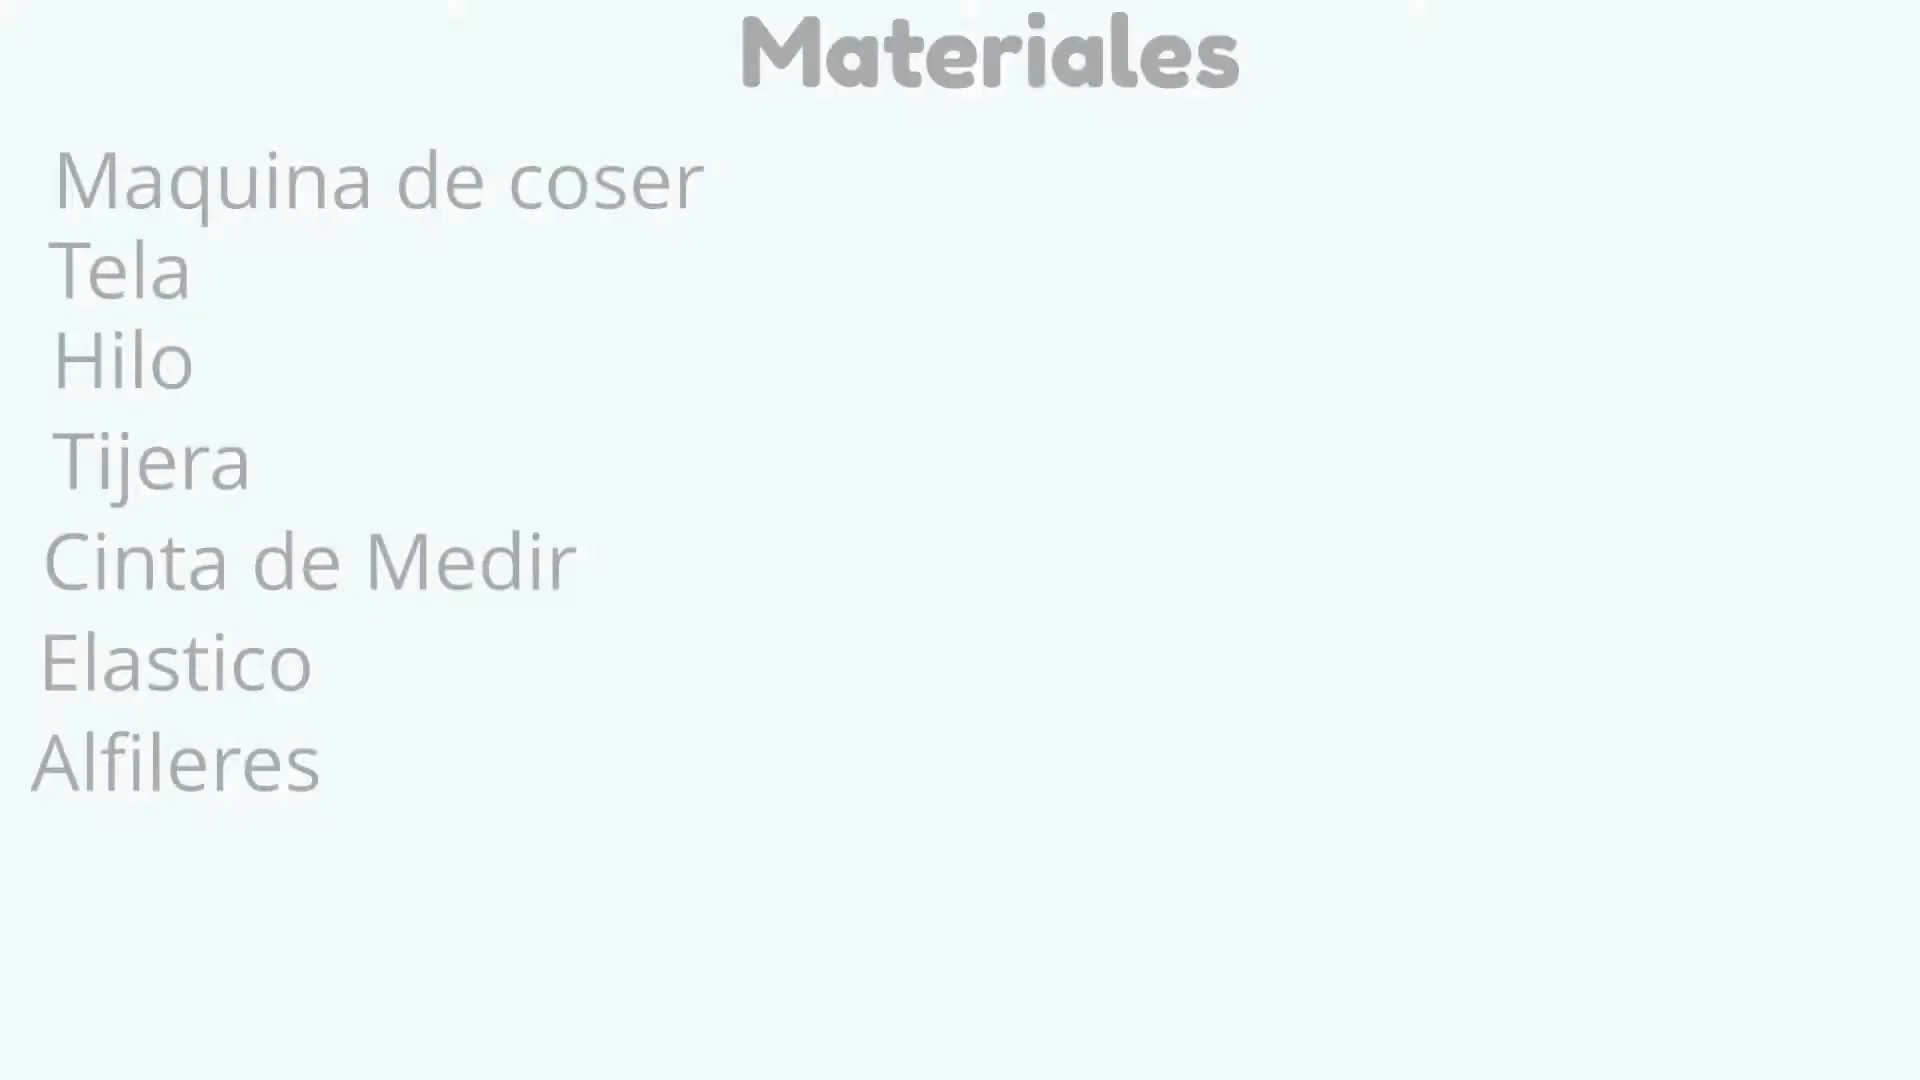 Materiales
Maquina de coser
Tela
Hilo
Tijera
Cinta de Medir
Elastico
Alfileres